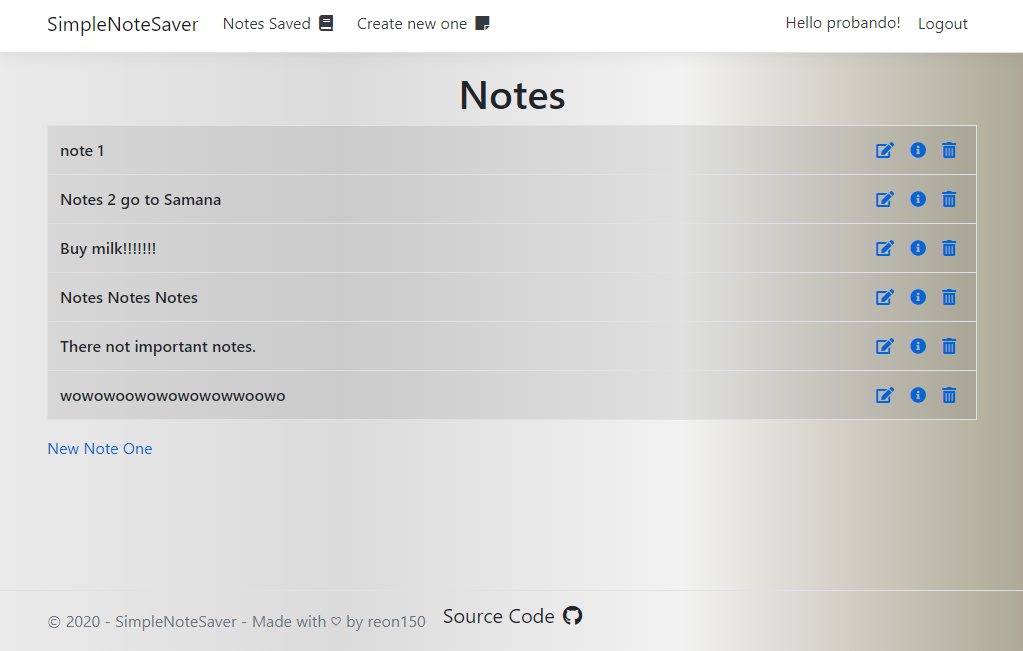 SimpleNoteSaver Notes Saved Create new one Hello probando! Logout
Notes
note 1
Notes 2 go to Samana
Buy milk!!!!!!!
Notes Notes Notes
There not important notes.
wowowoowowowowowwoowo
New Note One
© 2020 - SimpleNoteSaver - Made with ♡ by reon150 Source Code